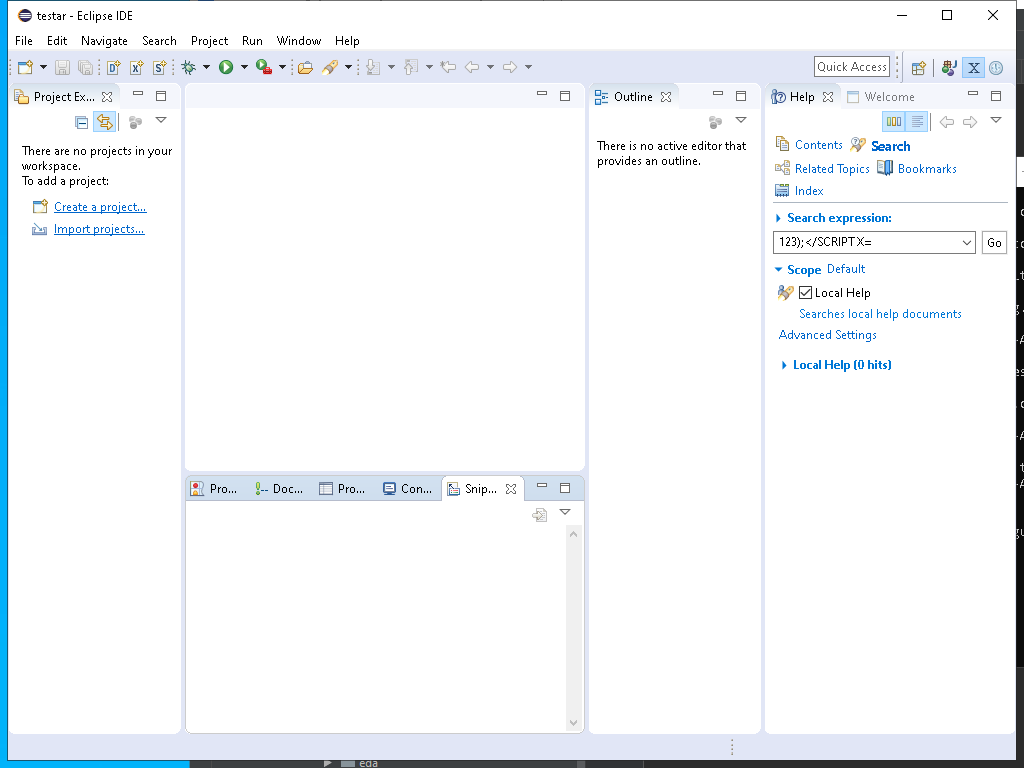 testar - Eclipse IDE
File Edit Navigate Search Project Run Window Help
Quick Access
Project Ex...
There are no projects in your
workspace.
To add a project:
Create a project...
Import projects...
Outline
There is no active editor that
provides an outline.
Help Welcome
Contents Search
Related Topics Bookmarks
Index
Search expression:
123);</SCRIPT X=
Go
Scope Default
Local Help
Searches local help documents
Advanced Settings
Local Help (0 hits)
Pro... Doc... Pro... Con... Snip...
eda